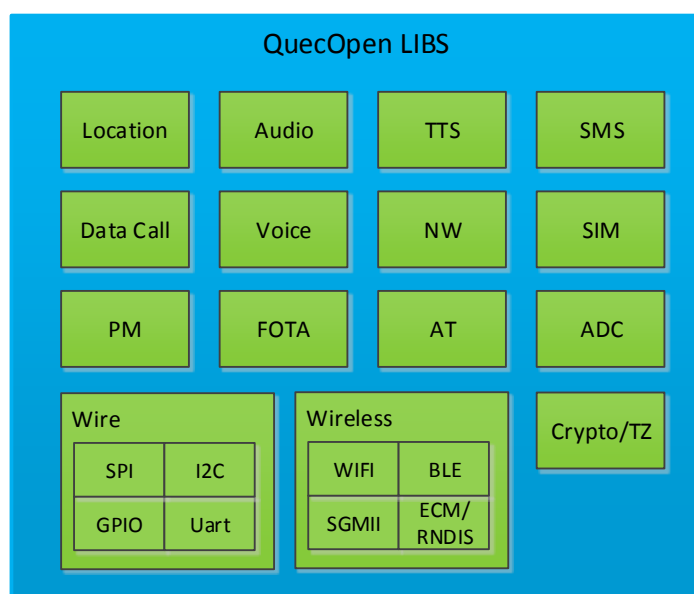 QuecOpen LIBS
Location
Audio
TTS
SMS
Data Call
Voice
NW
SIM
PM
FOTA
AT
ADC
Wire
SPI
I2C
GPIO
Uart
Wireless
WIFI
BLE
SGMII
ECM/
RNDIS
Crypto/TZ